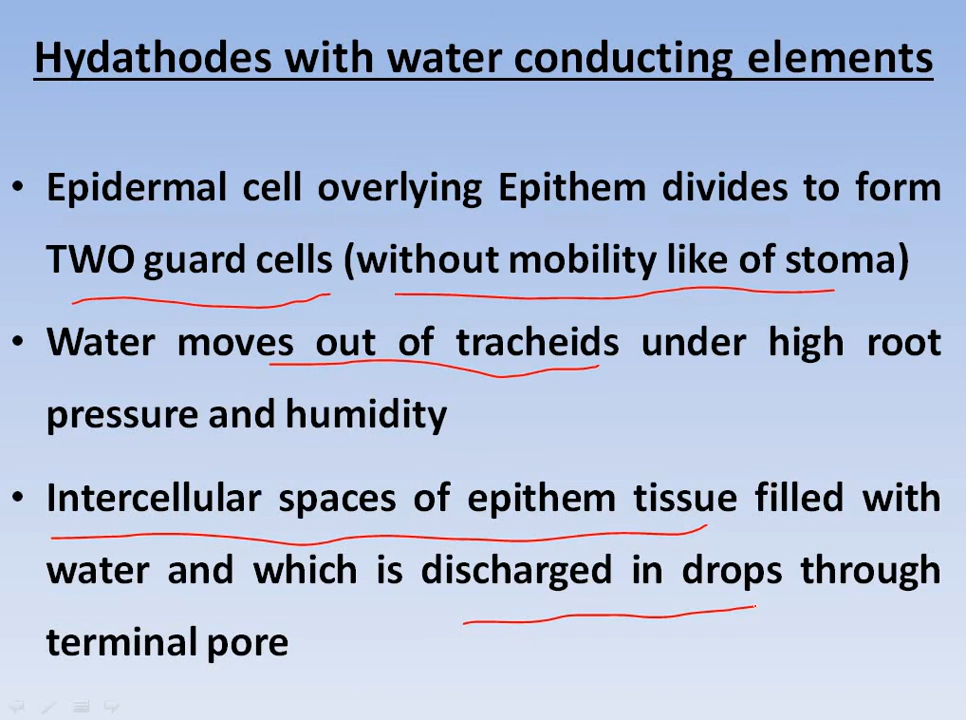 Hydathodes with water conducting elements
• Epidermal cell overlying Epithem divides to form
TWO guard cells (without mobility like of stoma)
• Water moves out of tracheids under high root
pressure and humidity
• Intercellular spaces of epithem tissue filled with
water and which is discharged in drops through
terminal pore